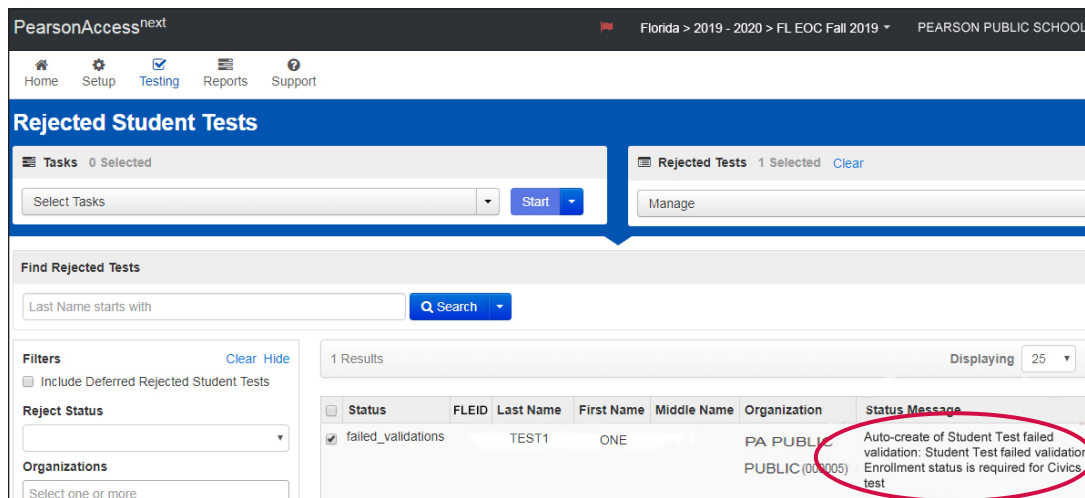 PearsonAccessnext
Florida > 2019 - 2020 > FL EOC Fall 2019
PEARSON PUBLIC SCHOOL
Home Setup Testing Reports Support
Rejected Student Tests
Tasks 0 Selected
Rejected Tests 1 Selected Clear
Select Tasks
Start
Manage
Find Rejected Tests
Last Name starts with
Search
Filters Clear Hide
1 Results
Displaying 25
Include Deferred Rejected Student Tests
Reject Status
Status FLEID Last Name First Name Middle Name Organization Status Message
failed_validations TEST1 ONE PA PUBLIC
PUBLIC(000005)
Auto-create of Student Test failed
validation: Student Test failed validation
Enrollment status is required for Civics
test
Organizations
Select one or more